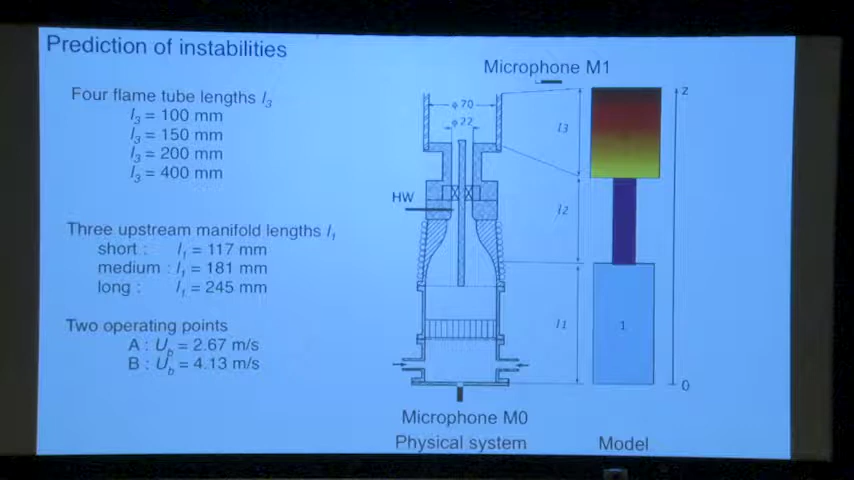 Prediction of instabilities
Four flame tube lengths l3
l3 = 100 mm
l3 = 150 mm
l3 = 200 mm
l3 = 400 mm
Three upstream manifold lengths l1
short : l1 = 117 mm
medium : l1 = 181 mm
long : l1 = 245 mm
Two operating points
A : Ub = 2.67 m/s
B : Ub = 4.13 m/s
Microphone M1
ϕ 70
ϕ 22
HW
l3
l2
l1
z
1
0
Microphone M0
Physical system
Model